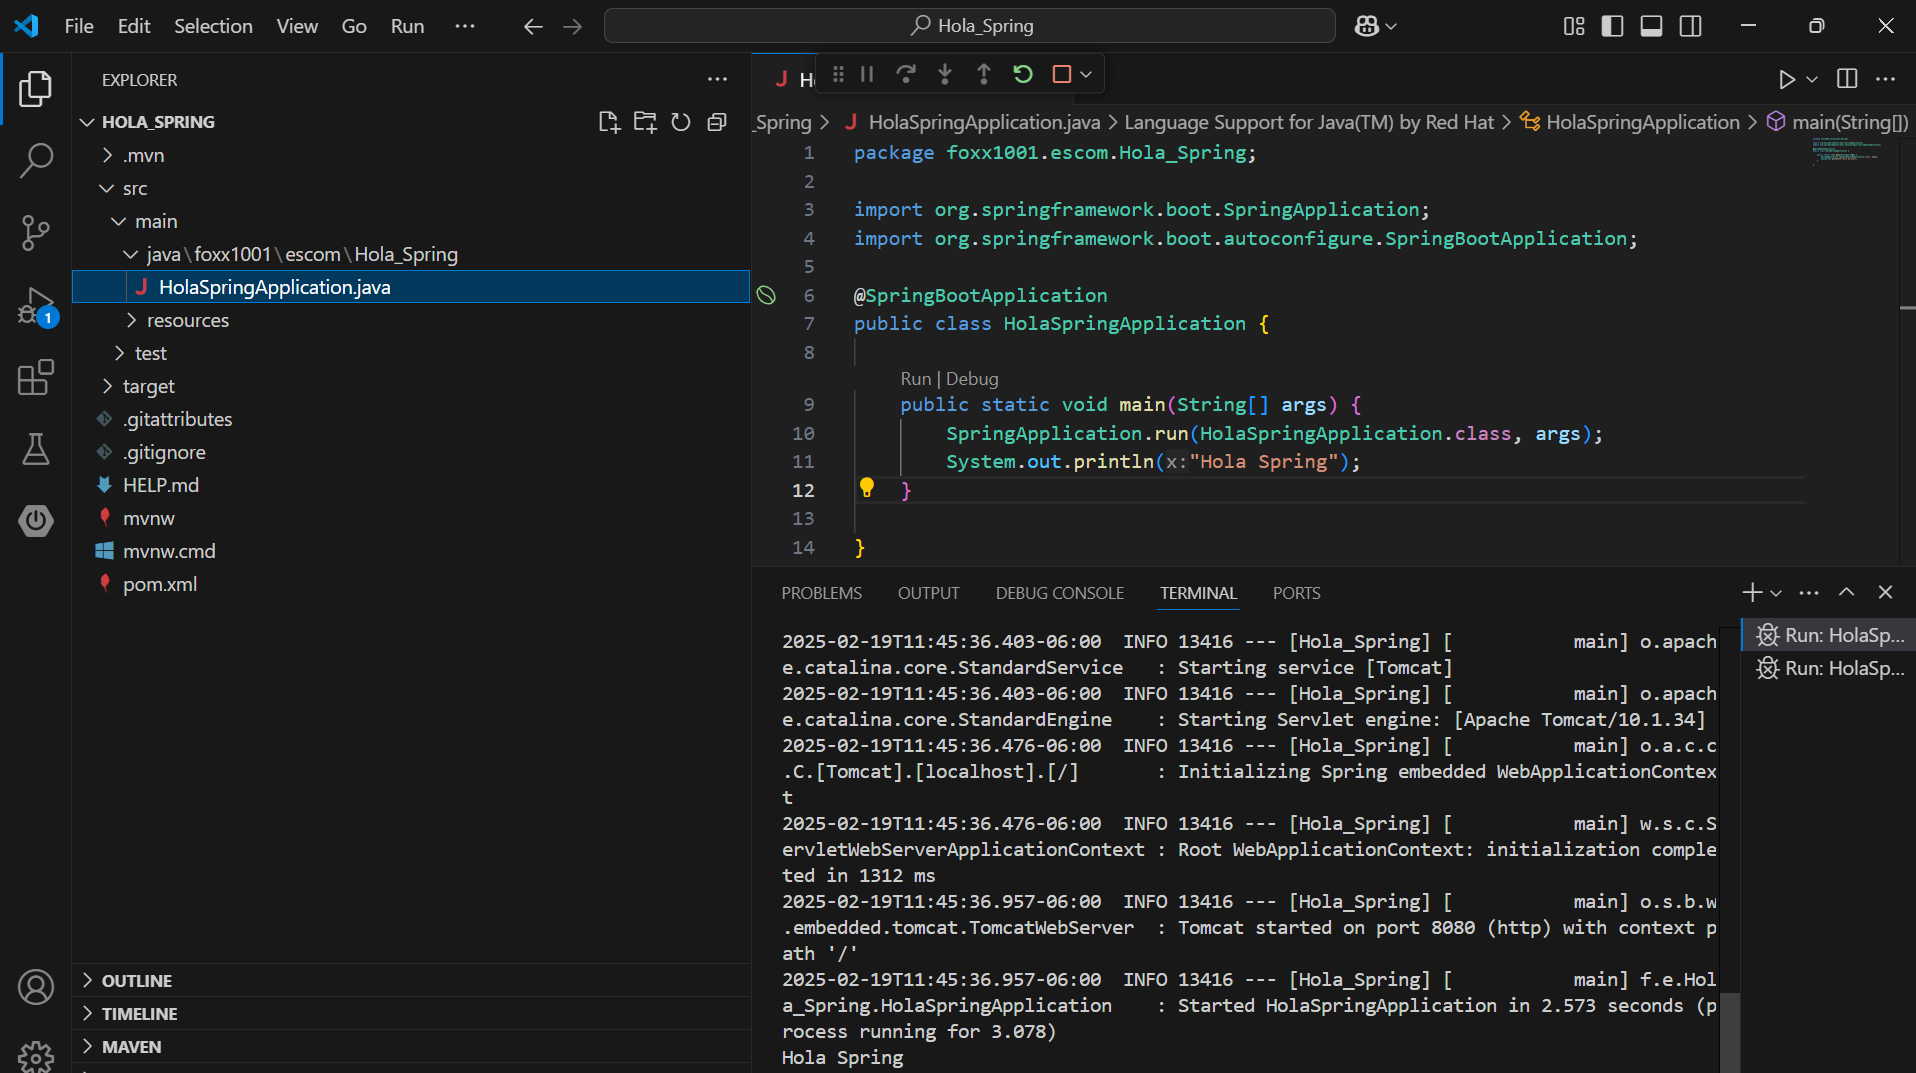 File Edit Selection View Go Run ··· Hola_Spring
EXPLORER
HOLA_SPRING
.mvn
src
main
java\foxx1001\escom\Hola_Spring
HolaSpringApplication.java
resources
test
target
.gitattributes
.gitignore
HELP.md
mvnw
mvnw.cmd
pom.xml
OUTLINE
TIMELINE
MAVEN
1
_Spring > J HolaSpringApplication.java > Language Support for Java(TM) by Red Hat > HolaSpringApplication > main(String[])
1 package foxx1001.escom.Hola_Spring;
2
3 import org.springframework.boot.SpringApplication;
4 import org.springframework.boot.autoconfigure.SpringBootApplication;
5
6 @SpringBootApplication
7 public class HolaSpringApplication {
8
Run | Debug
9 public static void main(String[] args) {
10 SpringApplication.run(HolaSpringApplication.class, args);
11 System.out.println(x:"Hola Spring");
12 }
13
14 }
PROBLEMS OUTPUT DEBUG CONSOLE TERMINAL PORTS
2025-02-19T11:45:36.403-06:00 INFO 13416 --- [Hola_Spring] [ main] o.apach
e.catalina.core.StandardService : Starting service [Tomcat]
2025-02-19T11:45:36.403-06:00 INFO 13416 --- [Hola_Spring] [ main] o.apach
e.catalina.core.StandardEngine : Starting Servlet engine: [Apache Tomcat/10.1.34]
2025-02-19T11:45:36.476-06:00 INFO 13416 --- [Hola_Spring] [ main] o.a.c.c
.C.[Tomcat].[localhost].[/] : Initializing Spring embedded WebApplicationContex
t
2025-02-19T11:45:36.476-06:00 INFO 13416 --- [Hola_Spring] [ main] w.s.c.S
ervletWebServerApplicationContext : Root WebApplicationContext: initialization comple
ted in 1312 ms
2025-02-19T11:45:36.957-06:00 INFO 13416 --- [Hola_Spring] [ main] o.s.b.w
.embedded.tomcat.TomcatWebServer : Tomcat started on port 8080 (http) with context p
ath '/'
2025-02-19T11:45:36.957-06:00 INFO 13416 --- [Hola_Spring] [ main] f.e.Hol
a_Spring.HolaSpringApplication : Started HolaSpringApplication in 2.573 seconds (p
rocess running for 3.078)
Hola Spring
Run: HolaSp...
Run: HolaSp...